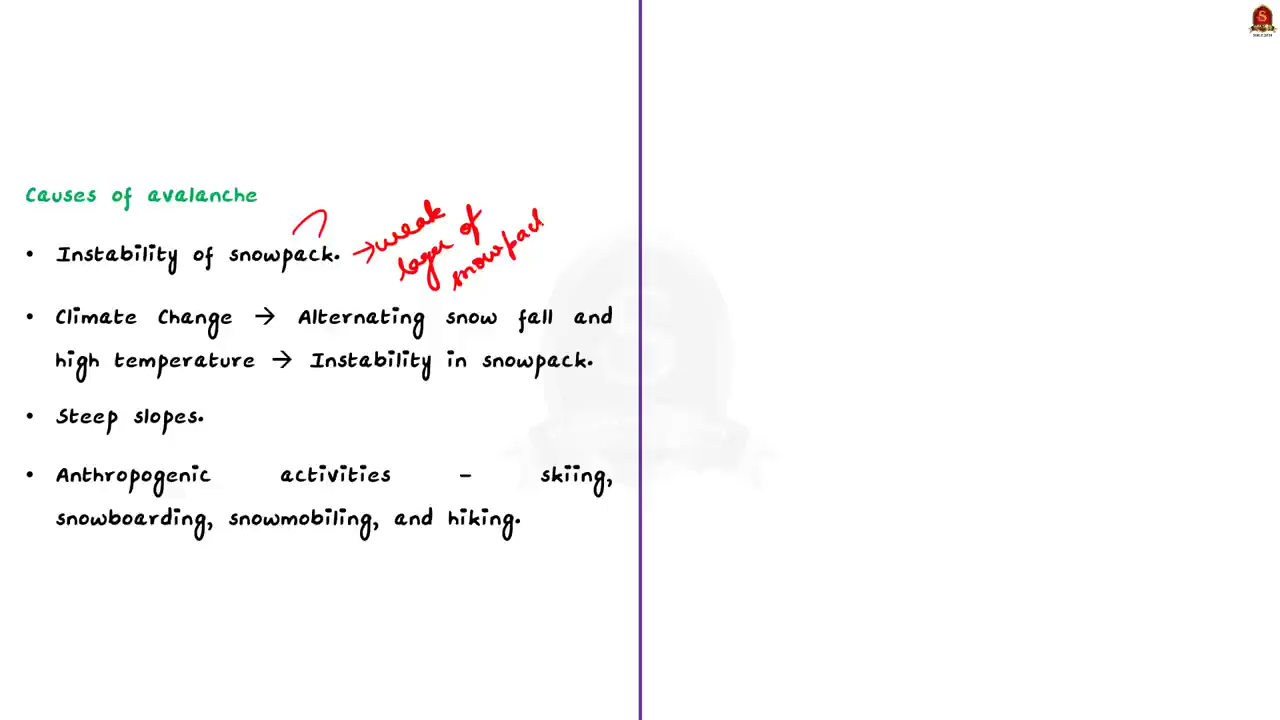 Causes of avalanche
• Instability of snowpack. → weak
layer of
snowpack
• Climate Change → Alternating snow fall and
high temperature → Instability in snowpack.
• Steep slopes.
• Anthropogenic activities - skiing,
snowboarding, snowmobiling, and hiking.